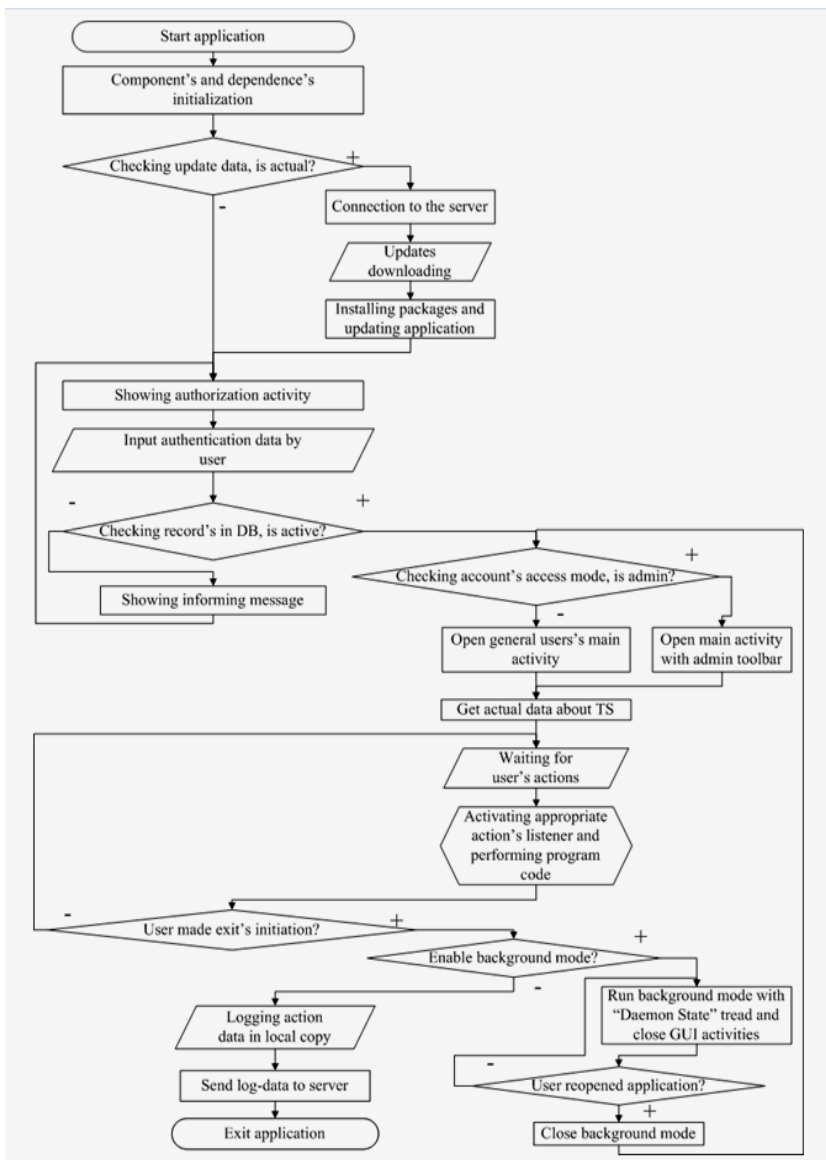 Start application
Component's and dependence's
initialization
Checking update data, is actual?
+
-
Connection to the server
Updates
downloading
Installing packages and
updating application
Showing authorization activity
Input authentication data by
user
-
+
Checking record's in DB, is active?
Showing informing message
+
Checking account's access mode, is admin?
-
Open general users's main
activity
Open main activity
with admin toolbar
Get actual data about TS
Waiting for
user's actions
Activating appropriate
action's listener and
performing program
code
-
+
User made exit's initiation?
+
Enable background mode?
-
Logging action
data in local copy
Run background mode with
“Daemon State” tread and
close GUI activities
-
Send log-data to server
User reopened application?
+
Exit application
Close background mode